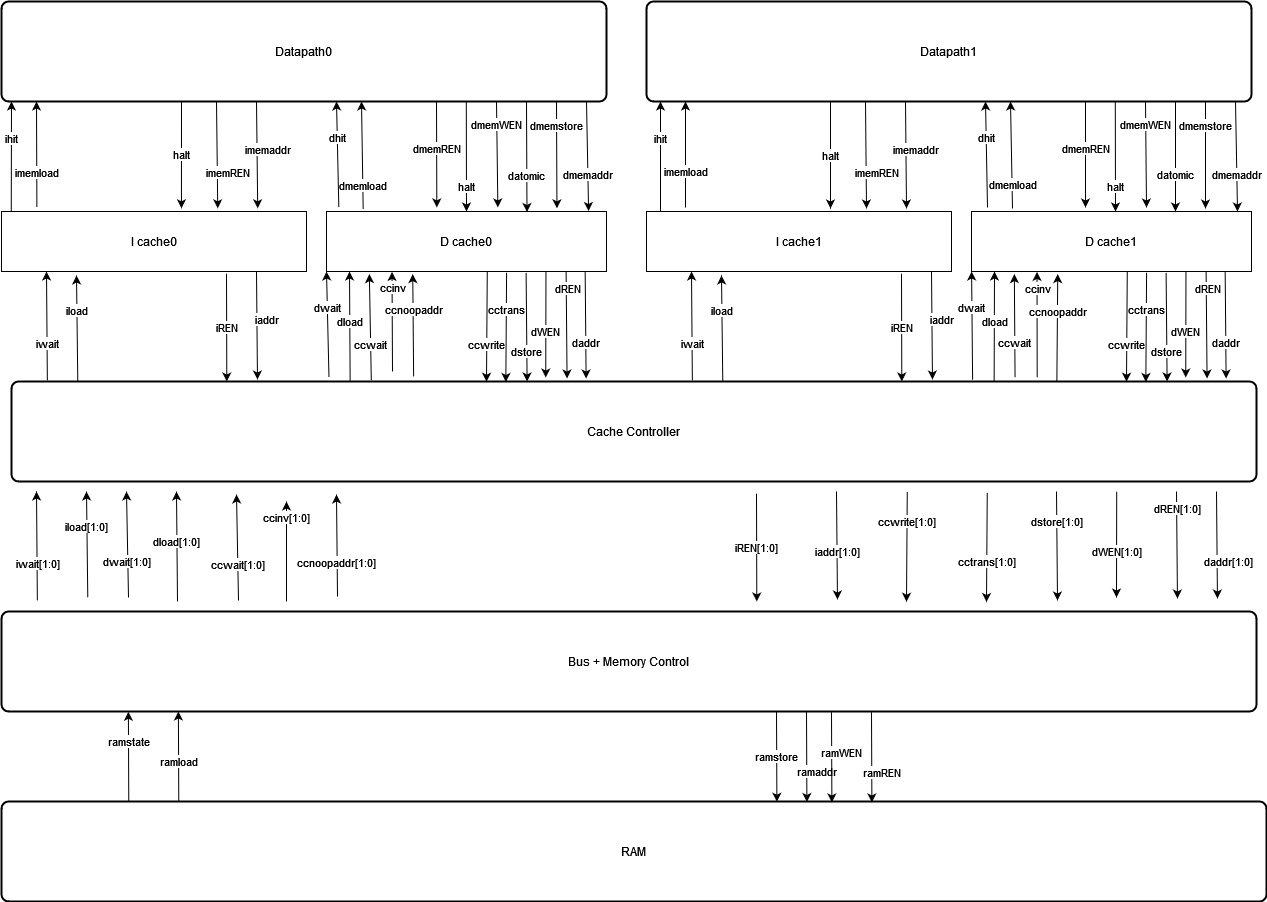 Datapath0
Datapath1
ihit
imemload
halt
imemREN
imemaddr
dhit
dmemload
dmemREN
halt
dmemWEN
datomic
dmemstore
dmemaddr
ihit
imemload
halt
imemREN
imemaddr
dhit
dmemload
dmemREN
halt
dmemWEN
datomic
dmemstore
dmemaddr
I cache0
D cache0
I cache1
D cache1
iwait
iload
iREN
iaddr
dwait
dload
ccwait
ccinv
ccnoopaddr
ccwrite
cctrans
dstore
dWEN
dREN
daddr
iwait
iload
iREN
iaddr
dwait
dload
ccwait
ccinv
ccnoopaddr
ccwrite
cctrans
dstore
dWEN
dREN
daddr
Cache Controller
iwait[1:0]
iload[1:0]
dwait[1:0]
dload[1:0]
ccwait[1:0]
ccinv[1:0]
ccnoopaddr[1:0]
iREN[1:0]
iaddr[1:0]
ccwrite[1:0]
cctrans[1:0]
dstore[1:0]
dWEN[1:0]
dREN[1:0]
daddr[1:0]
Bus + Memory Control
ramstate
ramload
ramstore
ramaddr
ramWEN
ramREN
RAM